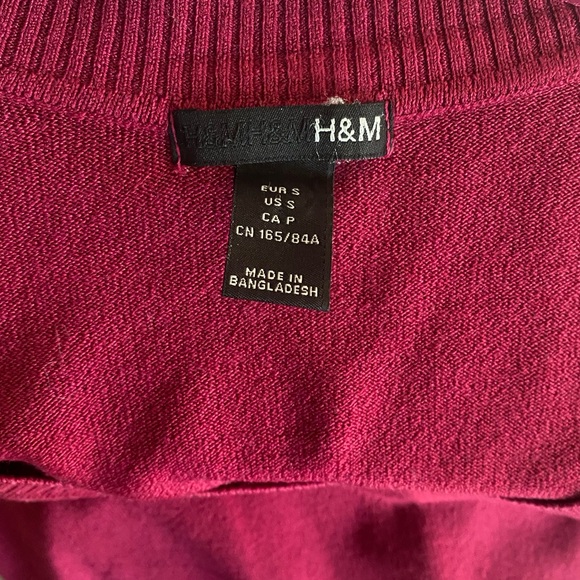 H&M H&M H&M
EUR S
US S
CA P
CN 165/84A
MADE IN
BANGLADESH